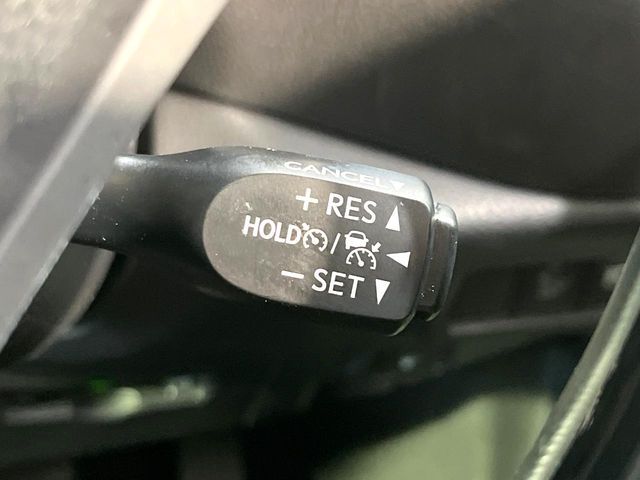 CANCEL
+ RES
HOLD /
− SET